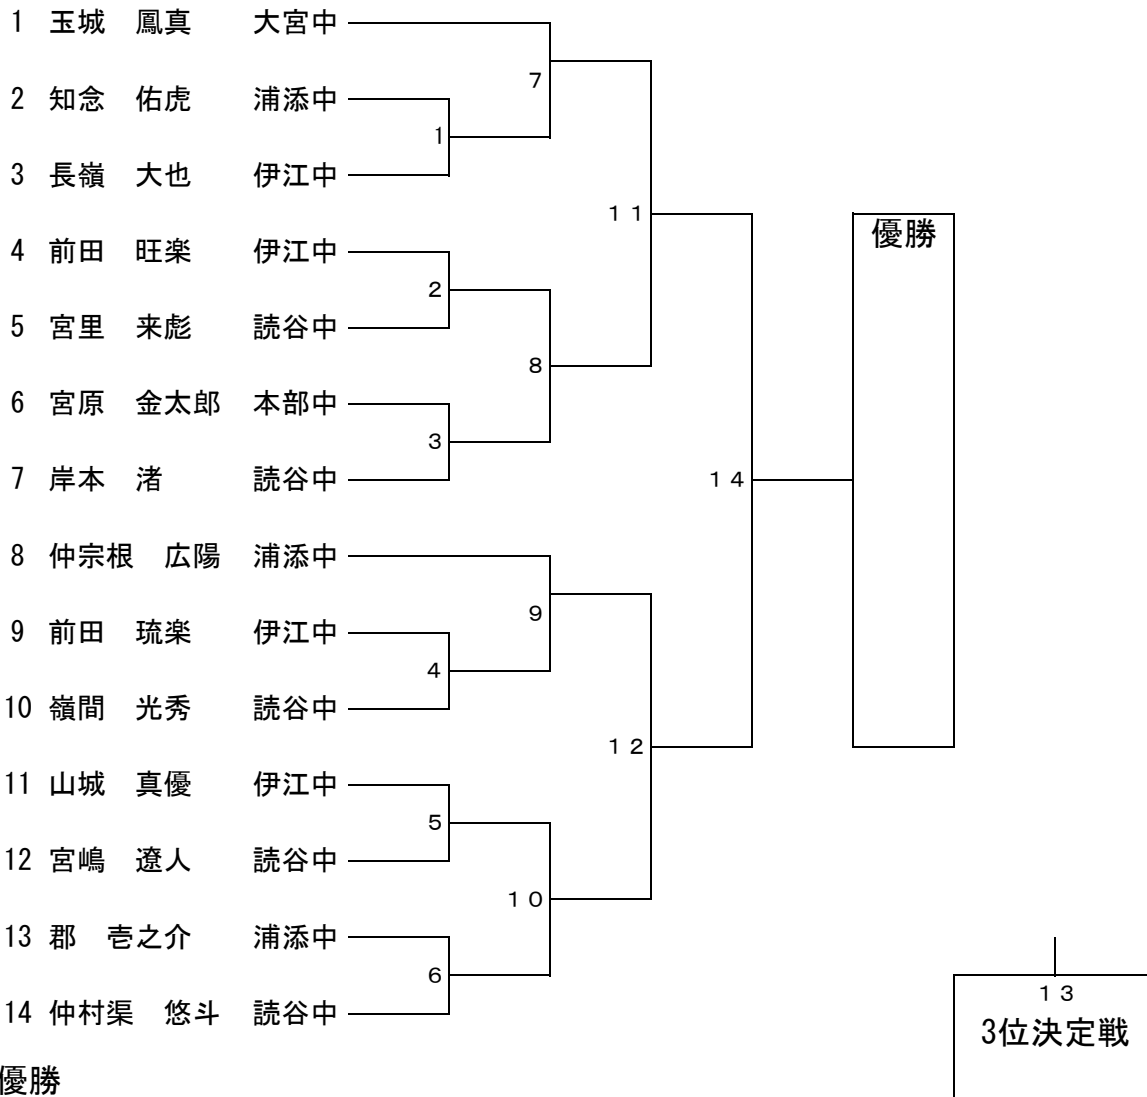 1 玉城 鳳真 大宮中
7
2 知念 佑虎 浦添中
1
3 長嶺 大也 伊江中
11
優勝
4 前田 旺楽 伊江中
2
5 宮里 来彪 読谷中
8
6 宮原 金太郎 本部中
3
7 岸本 渚 読谷中
14
8 仲宗根 広陽 浦添中
9
9 前田 琉楽 伊江中
4
10 嶺間 光秀 読谷中
12
11 山城 真優 伊江中
5
12 宮嶋 遼人 読谷中
10
13 郡 壱之介 浦添中
6
13
14 仲村渠 悠斗 読谷中
3位決定戦
優勝